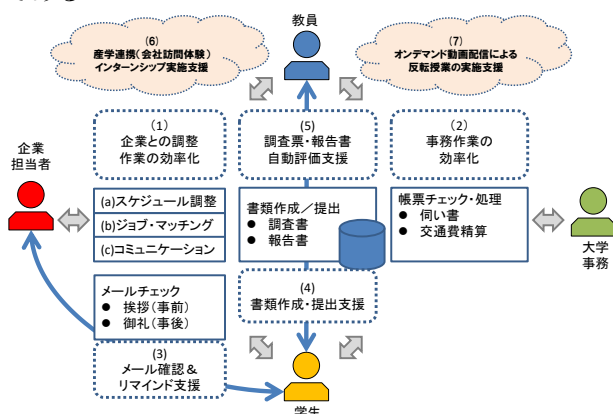 教員
(6)
産学連携(会社訪問体験)
インターンシップ実施支援
(7)
オンデマンド動画配信による
反転授業の実施支援
(1)
企業との調整
作業の効率化
(5)
調査票・報告書
自動評価支援
(2)
事務作業の
効率化
企業
担当者
(a)スケジュール調整
(b)ジョブ・マッチング
(c)コミュニケーション
書類作成/提出
● 調査書
● 報告書
帳票チェック・処理
● 伺い書
● 交通費精算
大学
事務
メールチェック
● 挨拶(事前)
● 御礼(事後)
(4)
書類作成・提出支援
(3)
メール確認&
リマインド支援
学生